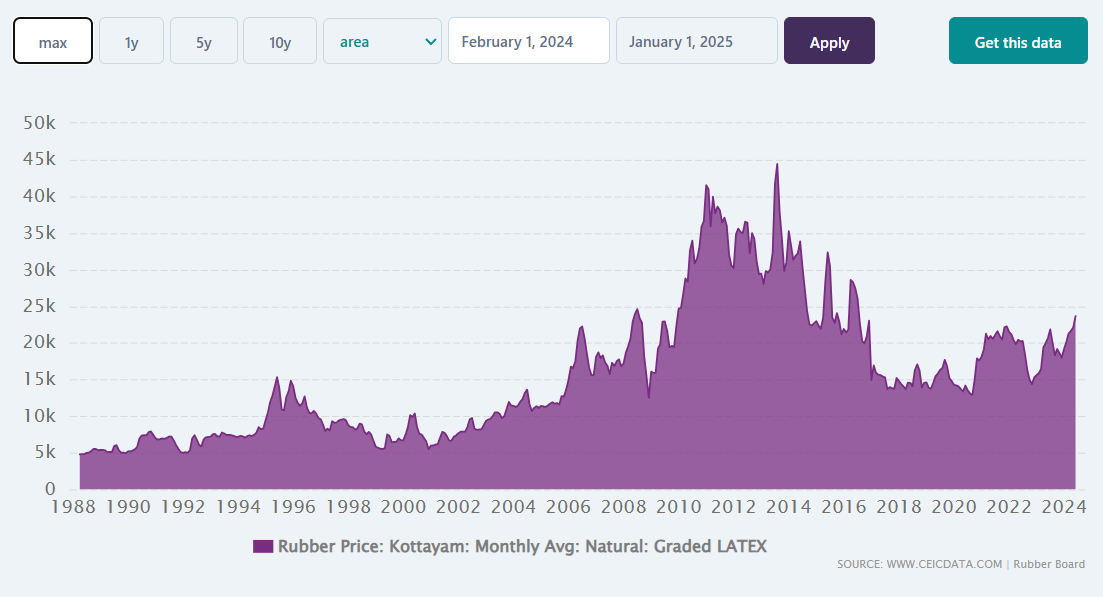 max 1y 5y 10y area February 1, 2024 January 1, 2025 Apply Get this data
50k
45k
40k
35k
30k
25k
20k
15k
10k
5k
0
1988 1990 1992 1994 1996 1998 2000 2002 2004 2006 2008 2010 2012 2014 2016 2018 2020 2022 2024
Rubber Price: Kottayam: Monthly Avg: Natural: Graded LATEX
SOURCE: WWW.CEICDATA.COM | Rubber Board